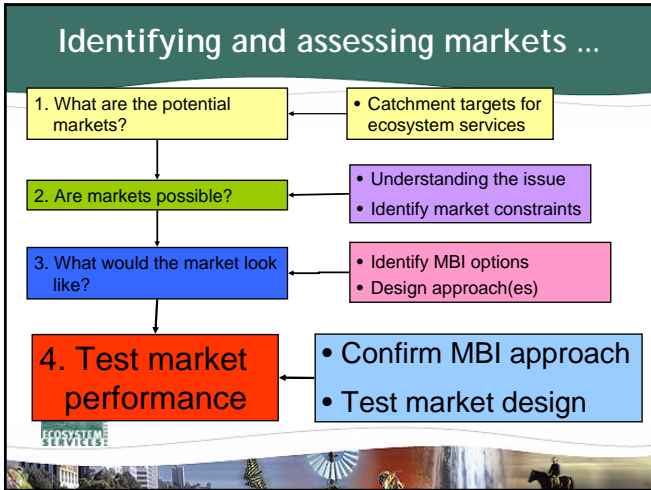 Identifying and assessing markets ...
1. What are the potential
markets?
• Catchment targets for
ecosystem services
2. Are markets possible?
• Understanding the issue
• Identify market constraints
3. What would the market look
like?
• Identify MBI options
• Design approach(es)
4. Test market
performance
• Confirm MBI approach
• Test market design
ECOSYSTEM
SERVICES